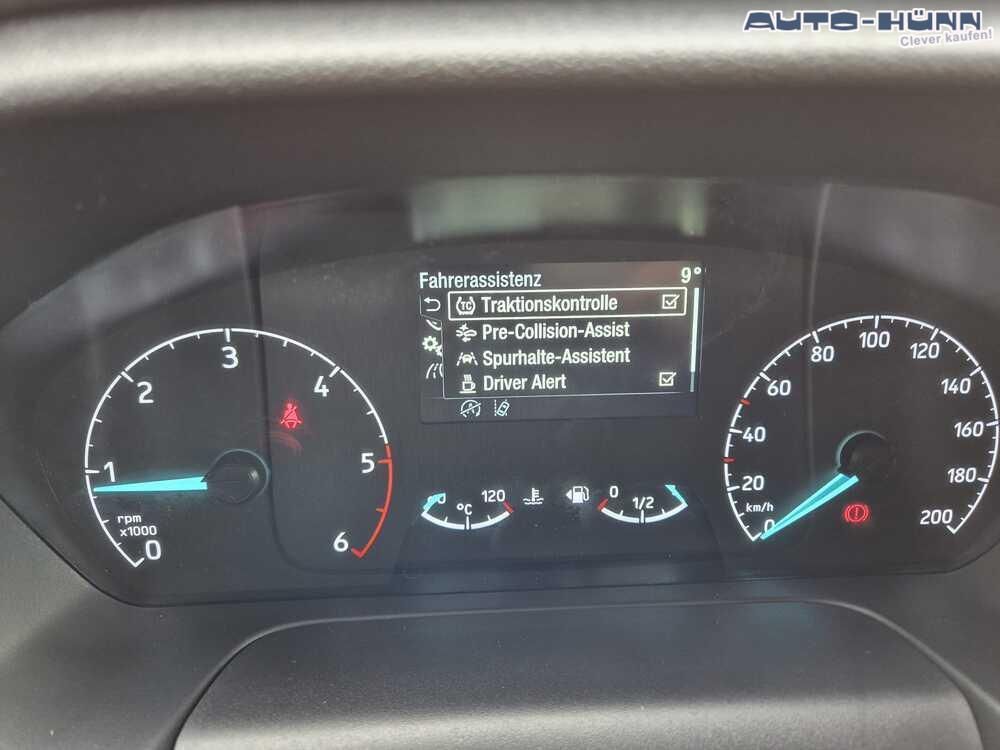 AUTO-HÜNN
Clever kaufen!
Fahrerassistenz 9°
TC Traktionskontrolle
Pre-Collision-Assist
Spurhalte-Assistent
Driver Alert
0 1 2 3 4 5 6
rpm
x1000
120
°C
0 1/2
0 20 40 60 80 100 120 140 160 180 200
km/h